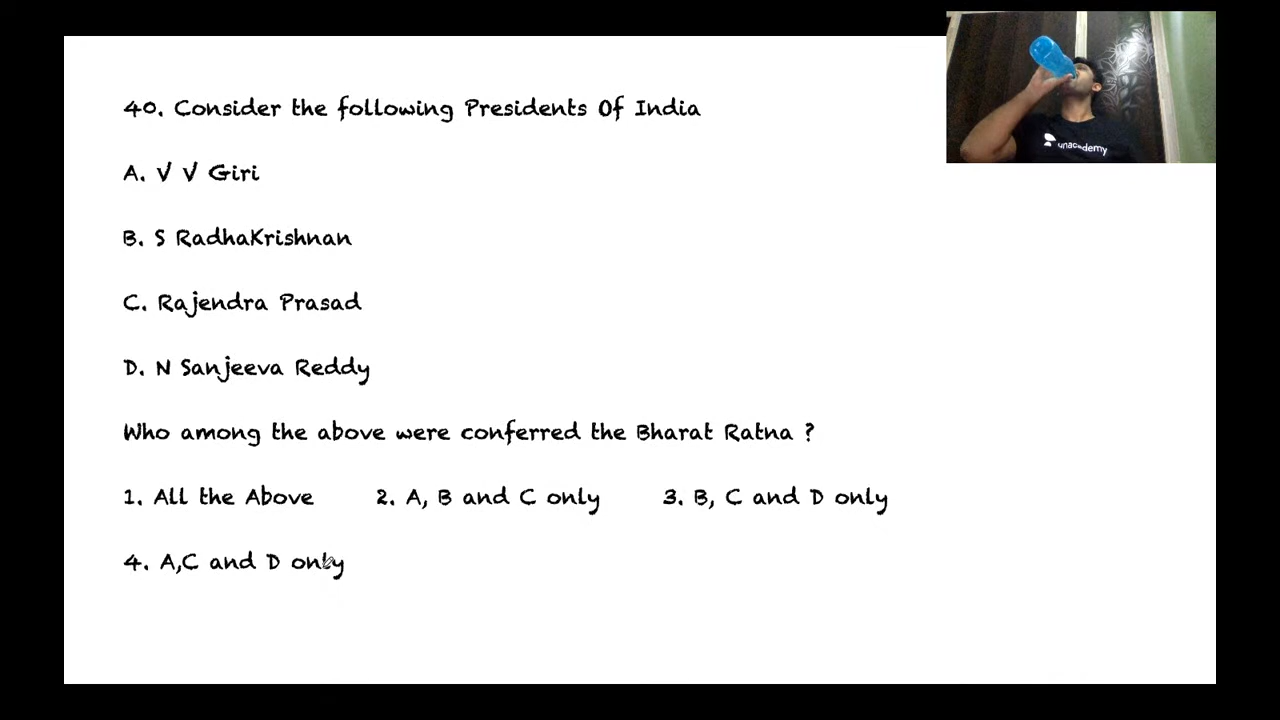 40. Consider the following Presidents Of India
unacademy
A. V V Giri
B. S RadhaKrishnan
C. Rajendra Prasad
D. N Sanjeeva Reddy
Who among the above were conferred the Bharat Ratna ?
1. All the Above 2. A, B and C only 3. B, C and D only
4. A,C and D only